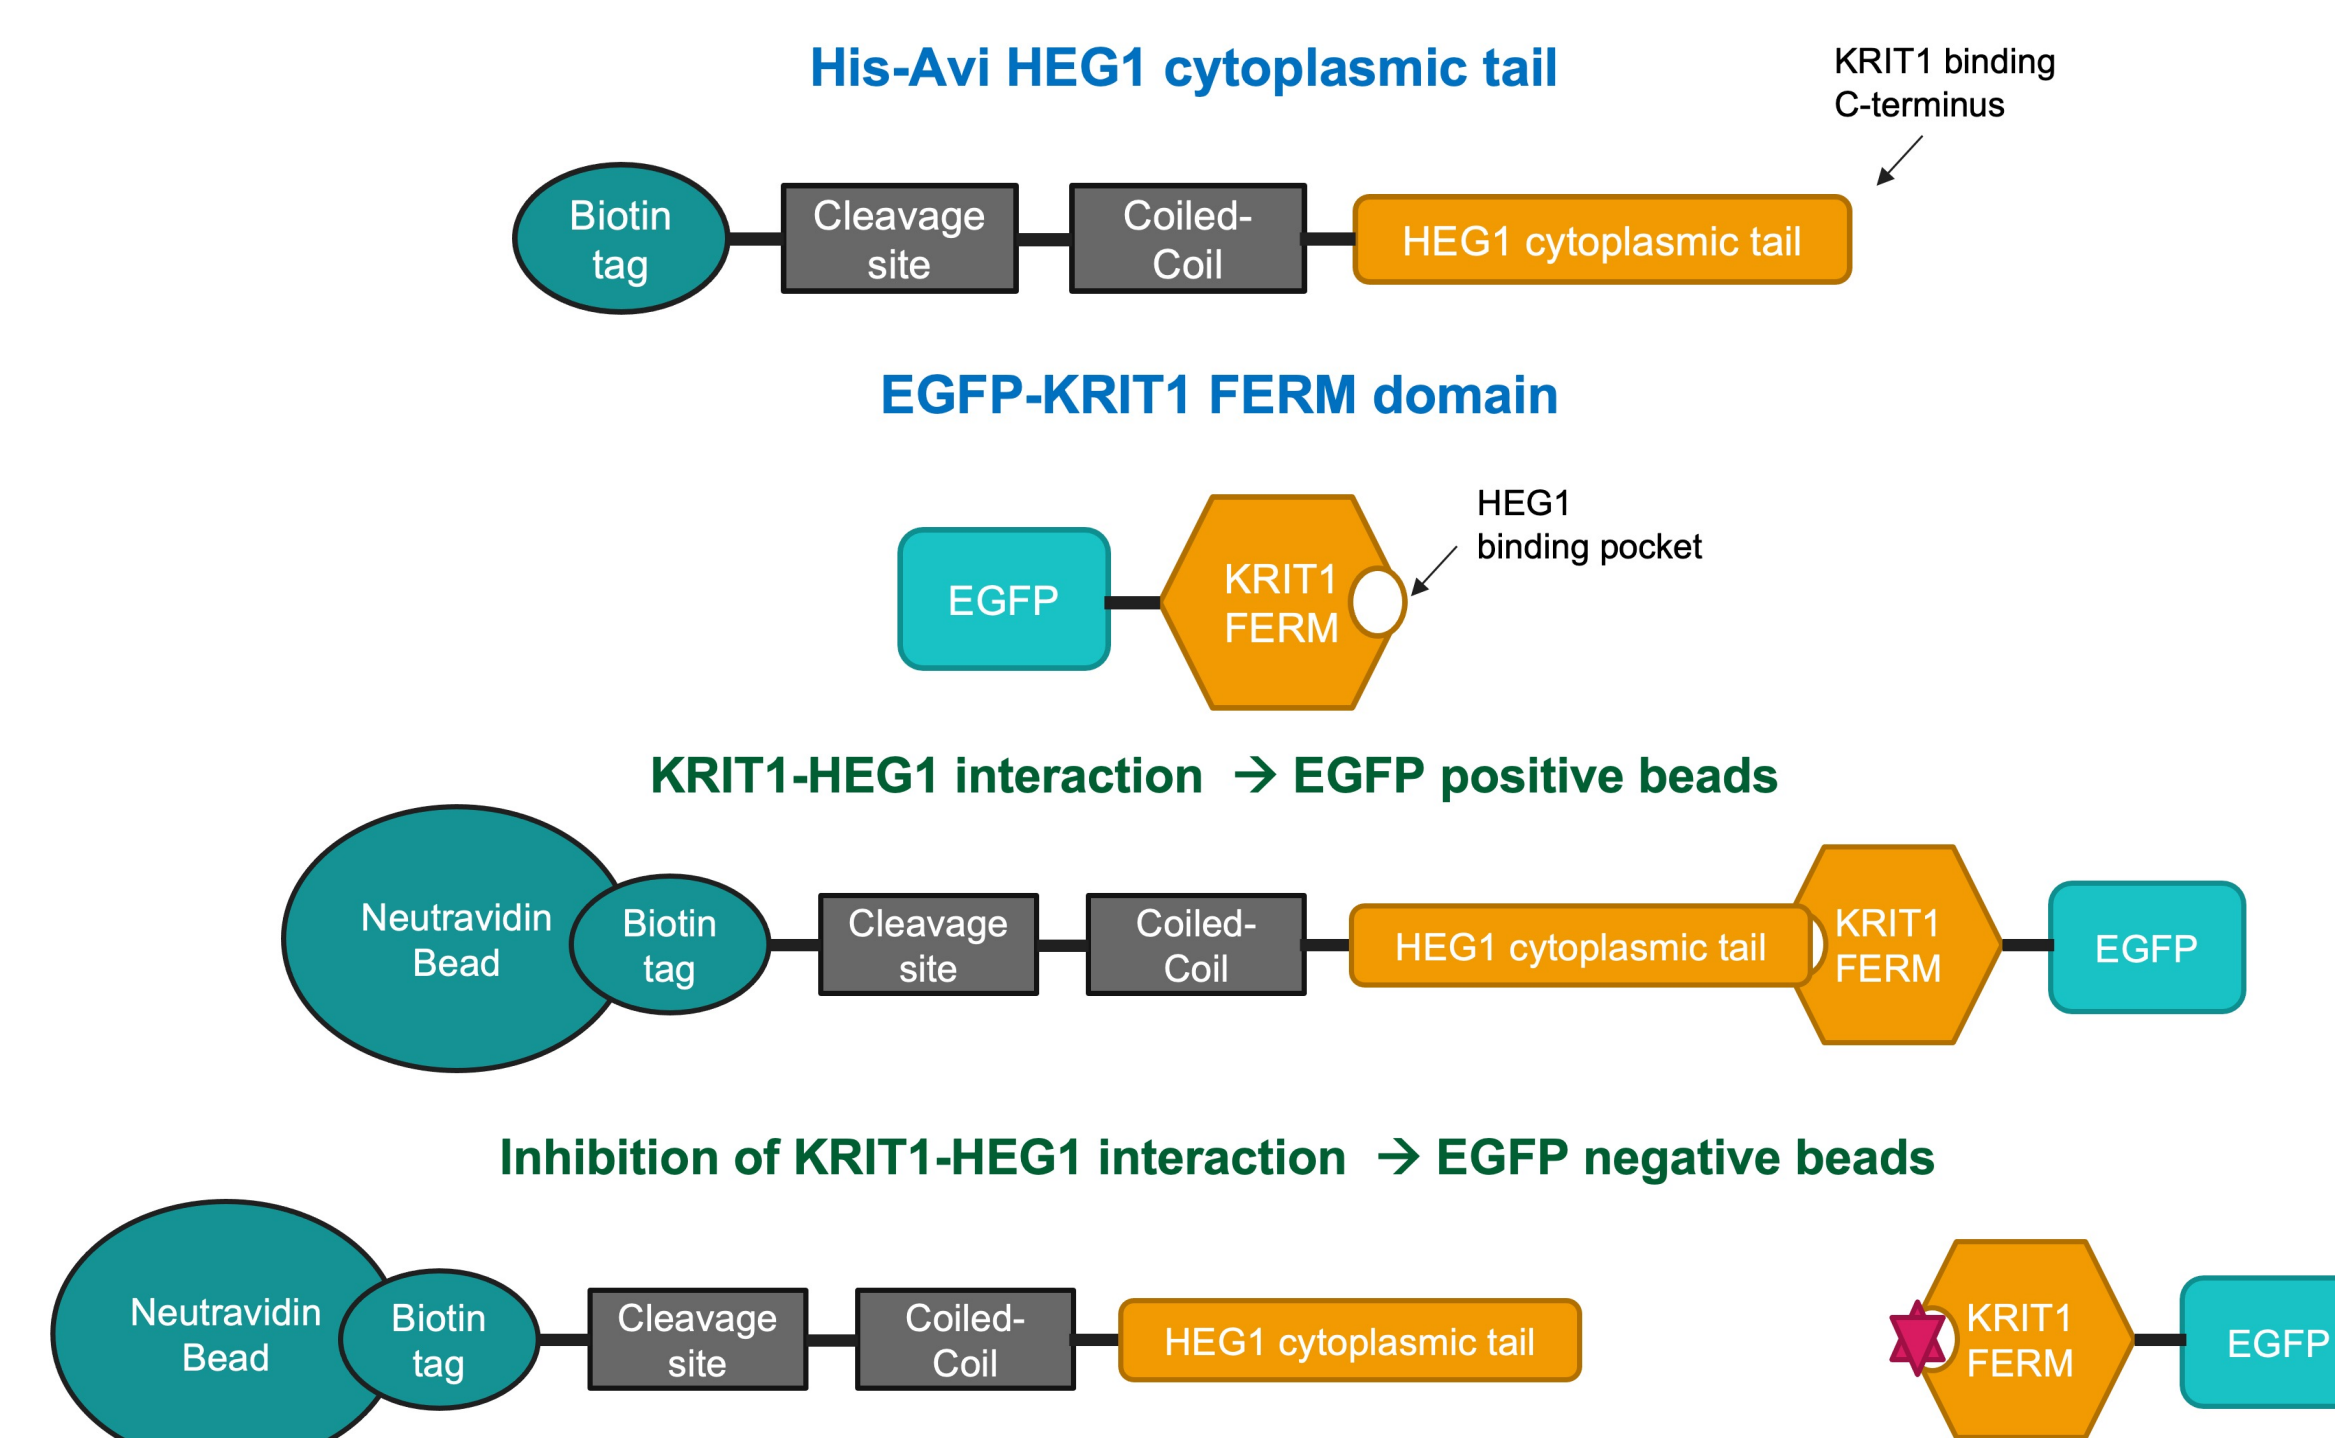 His-Avi HEG1 cytoplasmic tail
KRIT1 binding
C-terminus
Biotin
tag
Cleavage
site
Coiled-
Coil
HEG1 cytoplasmic tail
EGFP-KRIT1 FERM domain
EGFP
KRIT1
FERM
HEG1
binding pocket
KRIT1-HEG1 interaction → EGFP positive beads
Neutravidin
Bead
Biotin
tag
Cleavage
site
Coiled-
Coil
HEG1 cytoplasmic tail
KRIT1
FERM
EGFP
Inhibition of KRIT1-HEG1 interaction → EGFP negative beads
Neutravidin
Bead
Biotin
tag
Cleavage
site
Coiled-
Coil
HEG1 cytoplasmic tail
KRIT1
FERM
EGFP